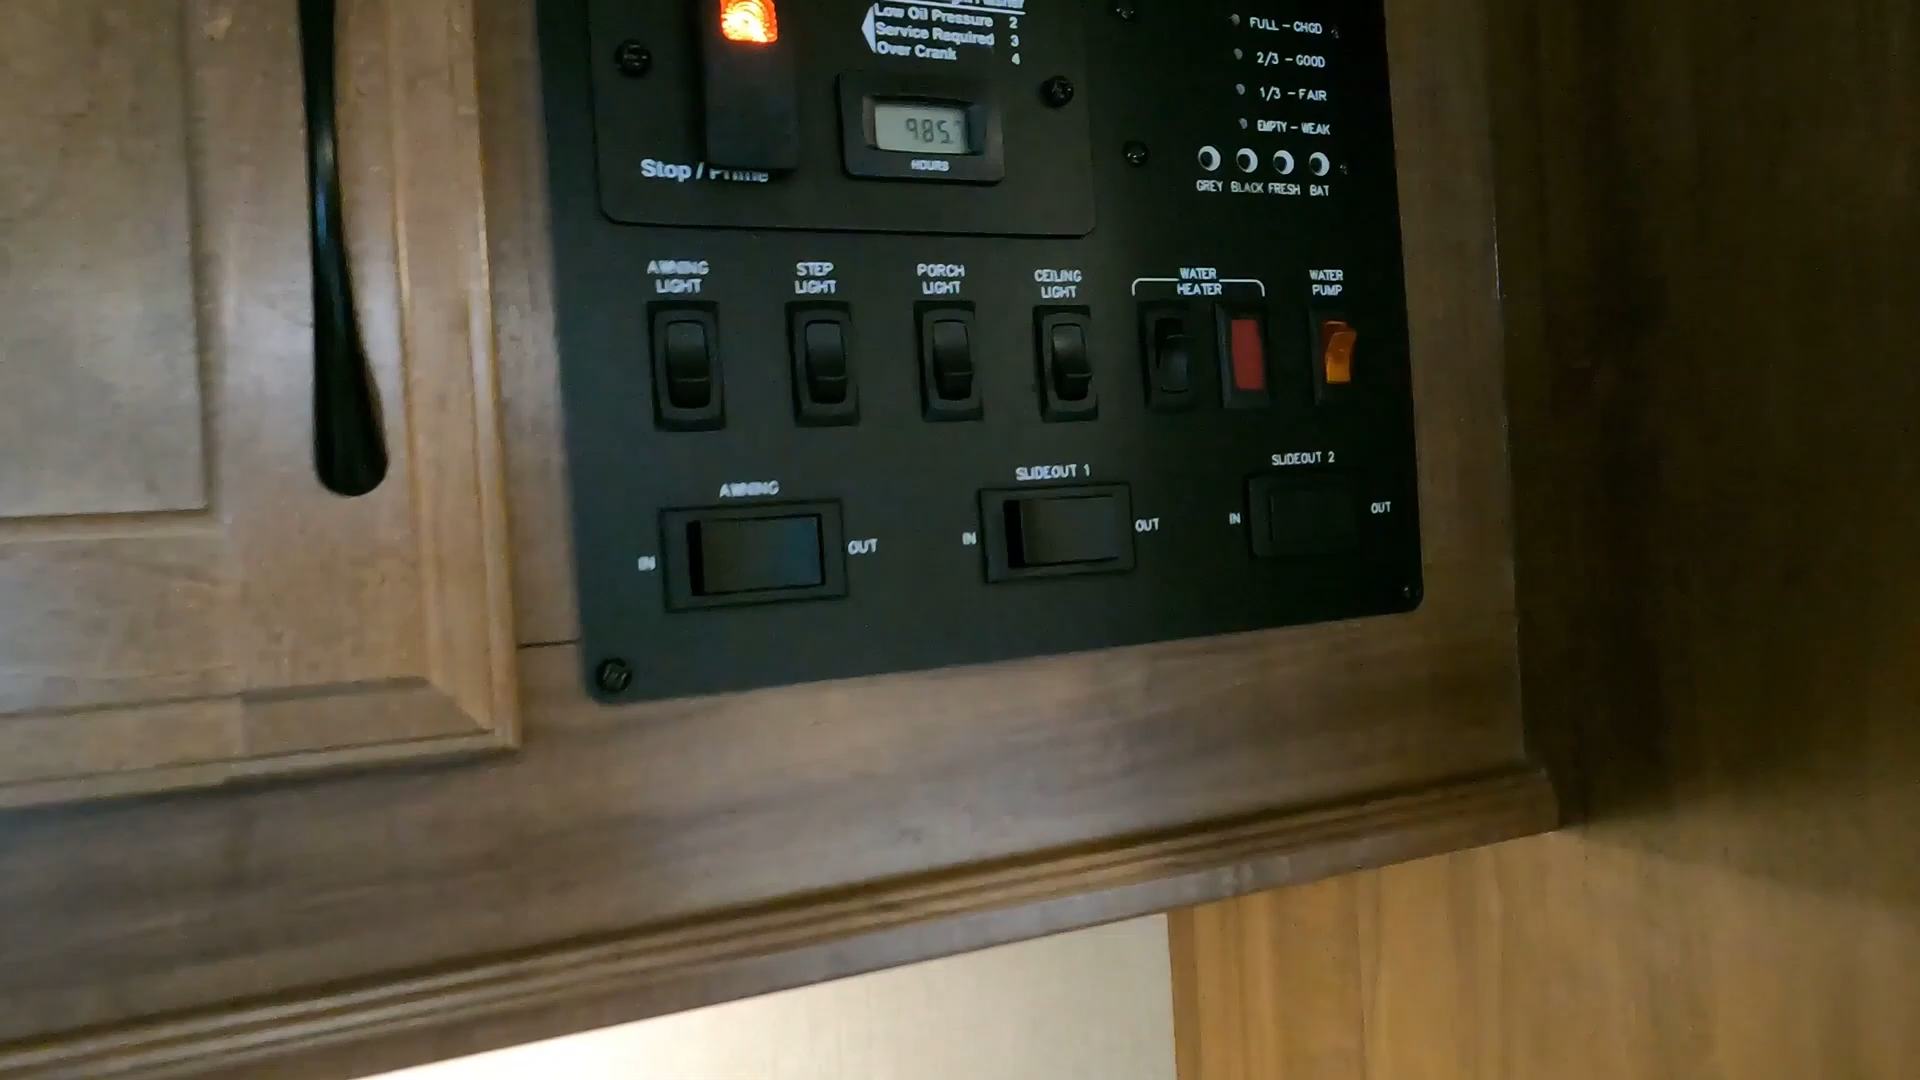 Low Oil Pressure 2
Service Required 3
Over Crank 4
FULL - CHGD
2/3 - GOOD
1/3 - FAIR
EMPTY - WEAK
985.
HOURS
Stop / Prime
GREY BLACK FRESH BAT
AWNING LIGHT
STEP LIGHT
PORCH LIGHT
CEILING LIGHT
WATER HEATER
WATER PUMP
AWNING
IN OUT
SLIDEOUT 1
IN OUT
SLIDEOUT 2
IN OUT